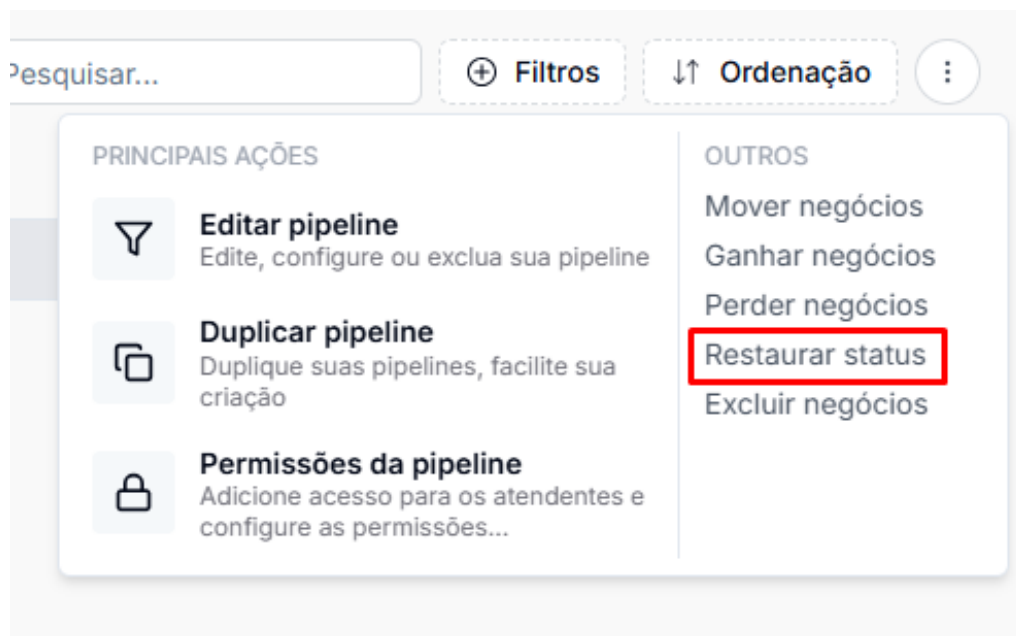 Pesquisar...
Filtros
Ordenação
PRINCIPAIS AÇÕES
Editar pipeline
Edite, configure ou exclua sua pipeline
Duplicar pipeline
Duplique suas pipelines, facilite sua
criação
Permissões da pipeline
Adicione acesso para os atendentes e
configure as permissões...
OUTROS
Mover negócios
Ganhar negócios
Perder negócios
Restaurar status
Excluir negócios